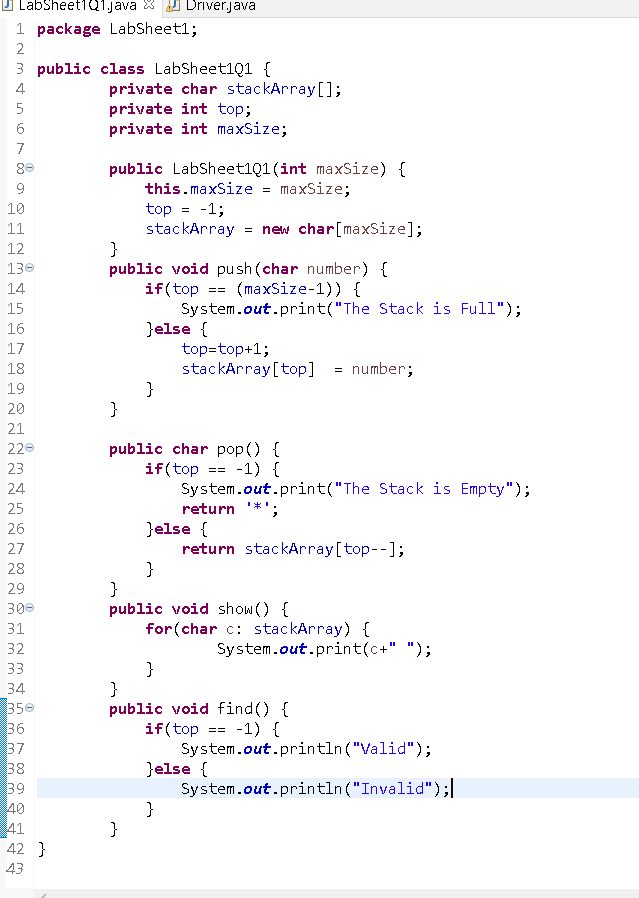 LabSheet1Q1.java Driver.java
1 package LabSheet1;
2
3 public class LabSheet1Q1 {
4 private char stackArray[];
5 private int top;
6 private int maxSize;
7
8 public LabSheet1Q1(int maxSize) {
9 this.maxSize = maxSize;
10 top = -1;
11 stackArray = new char[maxSize];
12 }
13 public void push(char number) {
14 if(top == (maxSize-1)) {
15 System.out.print("The Stack is Full");
16 }else {
17 top=top+1;
18 stackArray[top]  = number;
19 }
20 }
21
22 public char pop() {
23 if(top == -1) {
24 System.out.print("The Stack is Empty");
25 return '*';
26 }else {
27 return stackArray[top--];
28 }
29 }
30 public void show() {
31 for(char c: stackArray) {
32 System.out.print(c+" ");
33 }
34 }
35 public void find() {
36 if(top == -1) {
37 System.out.println("Valid");
38 }else {
39 System.out.println("Invalid");
40 }
41 }
42 }
43